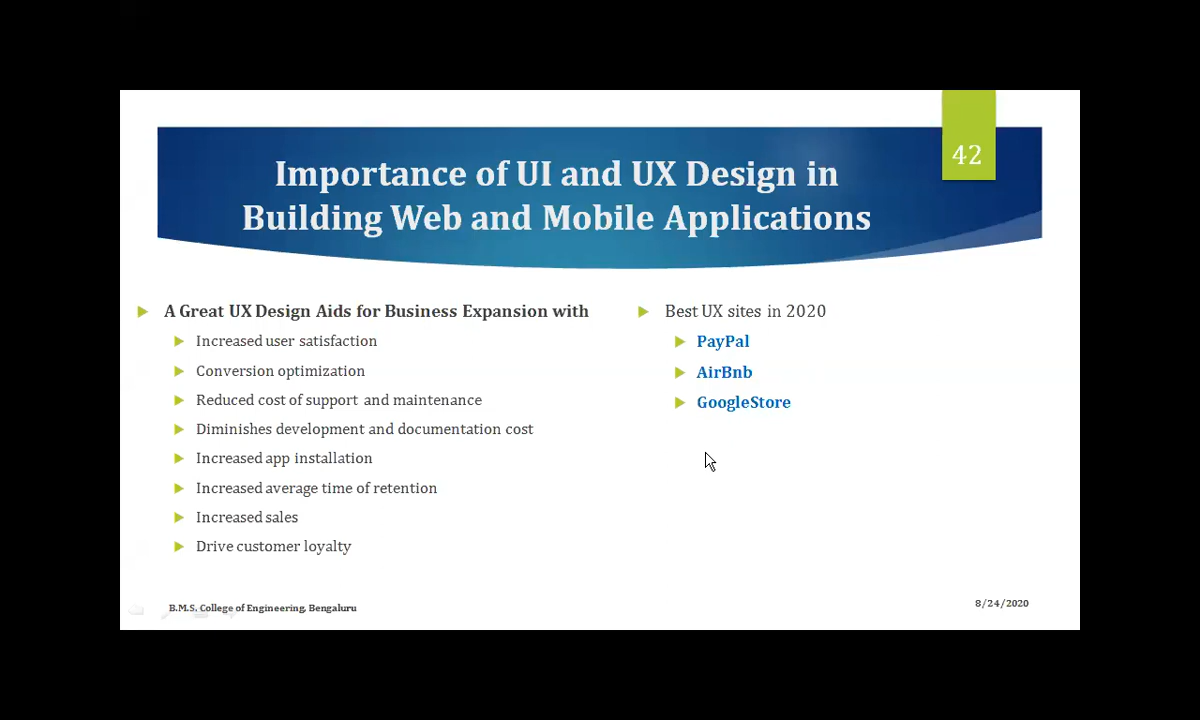 42
Importance of UI and UX Design in
Building Web and Mobile Applications
A Great UX Design Aids for Business Expansion with
Increased user satisfaction
Conversion optimization
Reduced cost of support and maintenance
Diminishes development and documentation cost
Increased app installation
Increased average time of retention
Increased sales
Drive customer loyalty
Best UX sites in 2020
PayPal
AirBnb
GoogleStore
B.M.S. College of Engineering, Bengaluru
8/24/2020